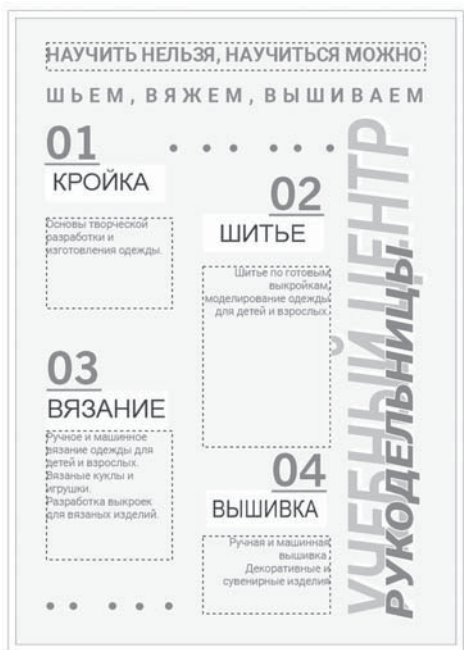 НАУЧИТЬ НЕЛЬЗЯ, НАУЧИТЬСЯ МОЖНО
ШЬЕМ, ВЯЖЕМ, ВЫШИВАЕМ
01
КРОЙКА
Основы творческой
разработки и
изготовления одежды.
02
ШИТЬЕ
Шитье по готовым
выкройкам,
моделирование одежды
для детей и взрослых.
03
ВЯЗАНИЕ
Ручное и машинное
вязание одежды для
детей и взрослых.
Вязаные куклы и
игрушки.
Разработка выкроек
для вязаных изделий.
04
ВЫШИВКА
Ручная и машинная
вышивка.
Декоративные и
сувенирные изделия
УЧЕБНЫЙ ЦЕНТР
РУКОДЕЛЬНИЦЫ